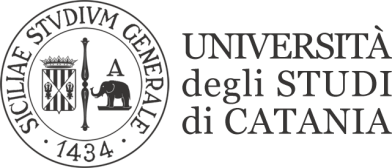 SICILIAE STVDIVM GENERALE
· 1434 ·
A
UNIVERSITÀ
degli STUDI
di CATANIA